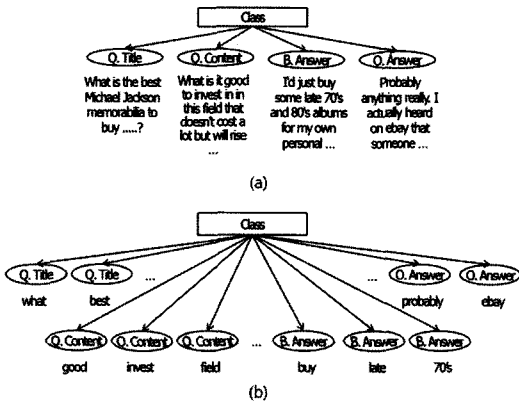 Class
Q. Title Q. Content B. Answer O. Answer
What is the best Michael Jackson memorabilia to buy .....?
What is it good to invest in in this field that doesn't cost a lot but will rise ...
I'd just buy some late 70's and 80's albums for my own personal ...
Probably anything really. I actually heard on ebay that someone ...
(a)
Class
Q. Title Q. Title ... ... O. Answer O. Answer
what best probably ebay
Q. Content Q. Content Q. Content ... B. Answer B. Answer B. Answer
good invest field buy late 70's
(b)